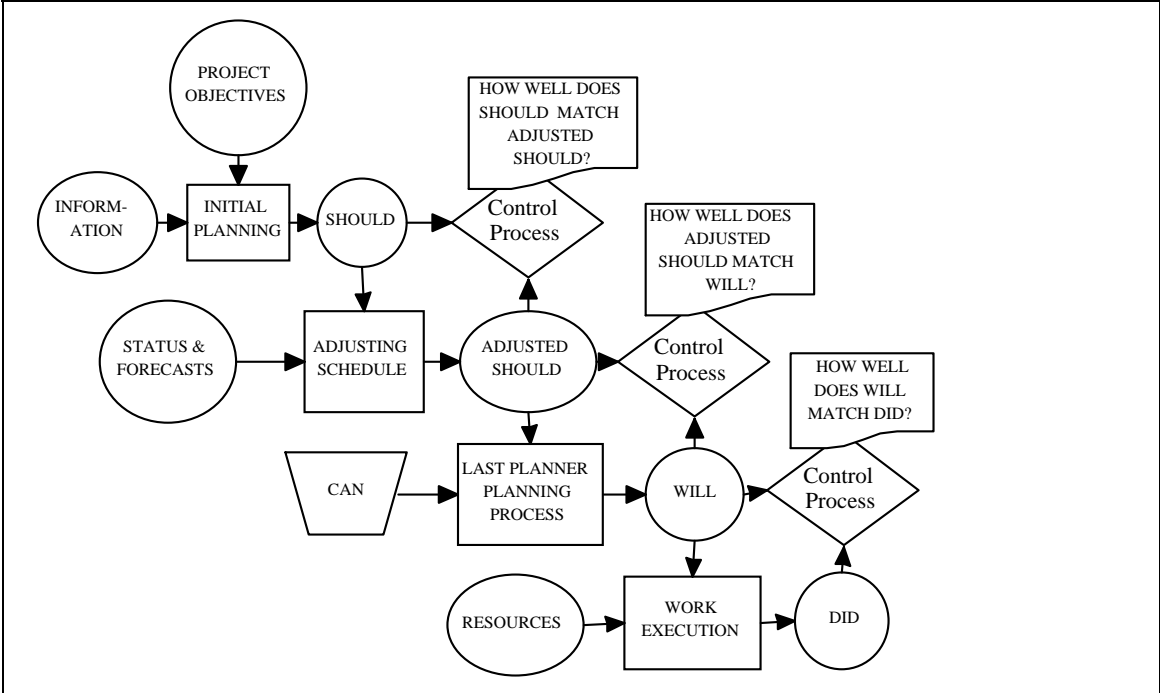 PROJECT
OBJECTIVES
HOW WELL DOES
SHOULD MATCH
ADJUSTED
SHOULD?
INFORM-
ATION
INITIAL
PLANNING
SHOULD
Control
Process
HOW WELL DOES
ADJUSTED
SHOULD MATCH
WILL?
STATUS &
FORECASTS
ADJUSTING
SCHEDULE
ADJUSTED
SHOULD
Control
Process
HOW WELL
DOES WILL
MATCH DID?
CAN
LAST PLANNER
PLANNING
PROCESS
WILL
Control
Process
RESOURCES
WORK
EXECUTION
DID